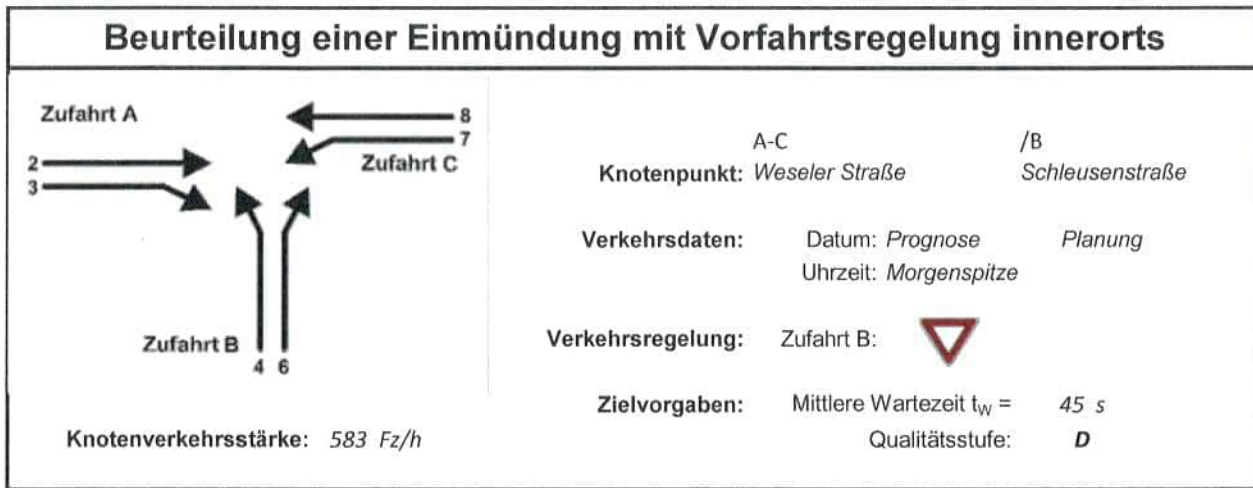 Beurteilung einer Einmündung mit Vorfahrtsregelung innerorts
Zufahrt A
8
7
Zufahrt C
2
3
Zufahrt B
4 6
Knotenverkehrsstärke: 583 Fz/h
A-C /B
Knotenpunkt: Weseler Straße Schleusenstraße
Verkehrsdaten: Datum: Prognose Planung
Uhrzeit: Morgenspitze
Verkehrsregelung: Zufahrt B:
Zielvorgaben: Mittlere Wartezeit tW = 45 s
Qualitätsstufe: D